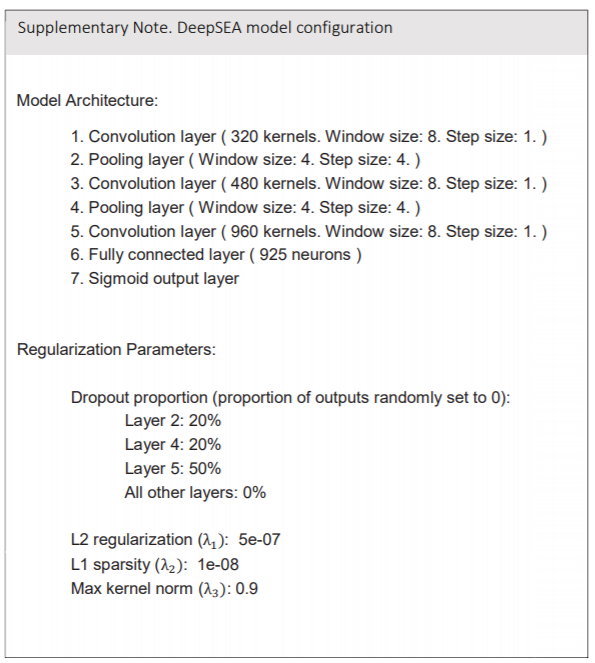 Supplementary Note. DeepSEA model configuration
Model Architecture:
1. Convolution layer ( 320 kernels. Window size: 8. Step size: 1. )
2. Pooling layer ( Window size: 4. Step size: 4. )
3. Convolution layer ( 480 kernels. Window size: 8. Step size: 1. )
4. Pooling layer ( Window size: 4. Step size: 4. )
5. Convolution layer ( 960 kernels. Window size: 8. Step size: 1. )
6. Fully connected layer ( 925 neurons )
7. Sigmoid output layer
Regularization Parameters:
Dropout proportion (proportion of outputs randomly set to 0):
Layer 2: 20%
Layer 4: 20%
Layer 5: 50%
All other layers: 0%
L2 regularization (λ₁): 5e-07
L1 sparsity (λ₂): 1e-08
Max kernel norm (λ₃): 0.9